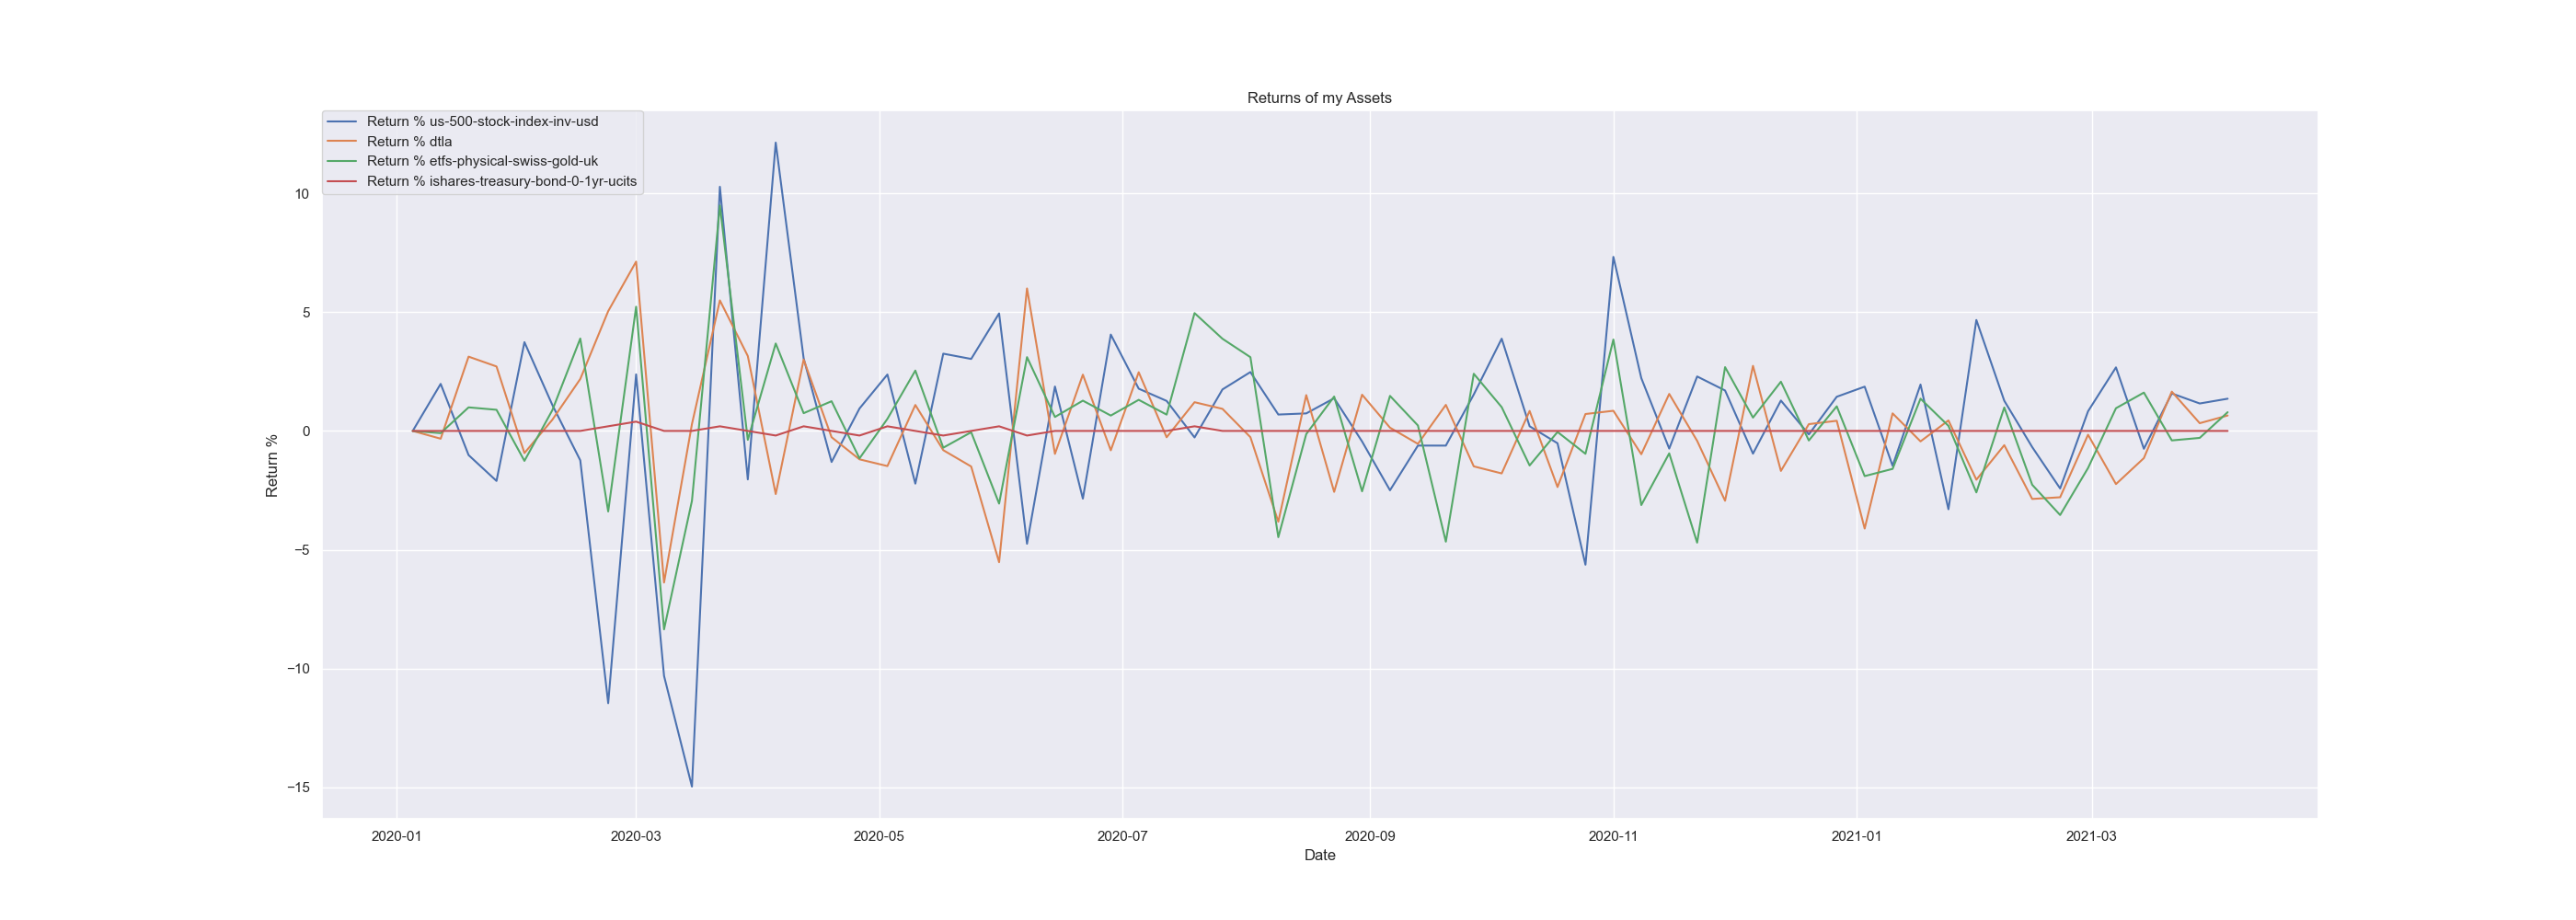 Returns of my Assets
Return % us-500-stock-index-inv-usd
Return % dtla
Return % etfs-physical-swiss-gold-uk
Return % ishares-treasury-bond-0-1yr-ucits
10
5
0
−5
−10
−15
Return %
2020-01 2020-03 2020-05 2020-07 2020-09 2020-11 2021-01 2021-03
Date